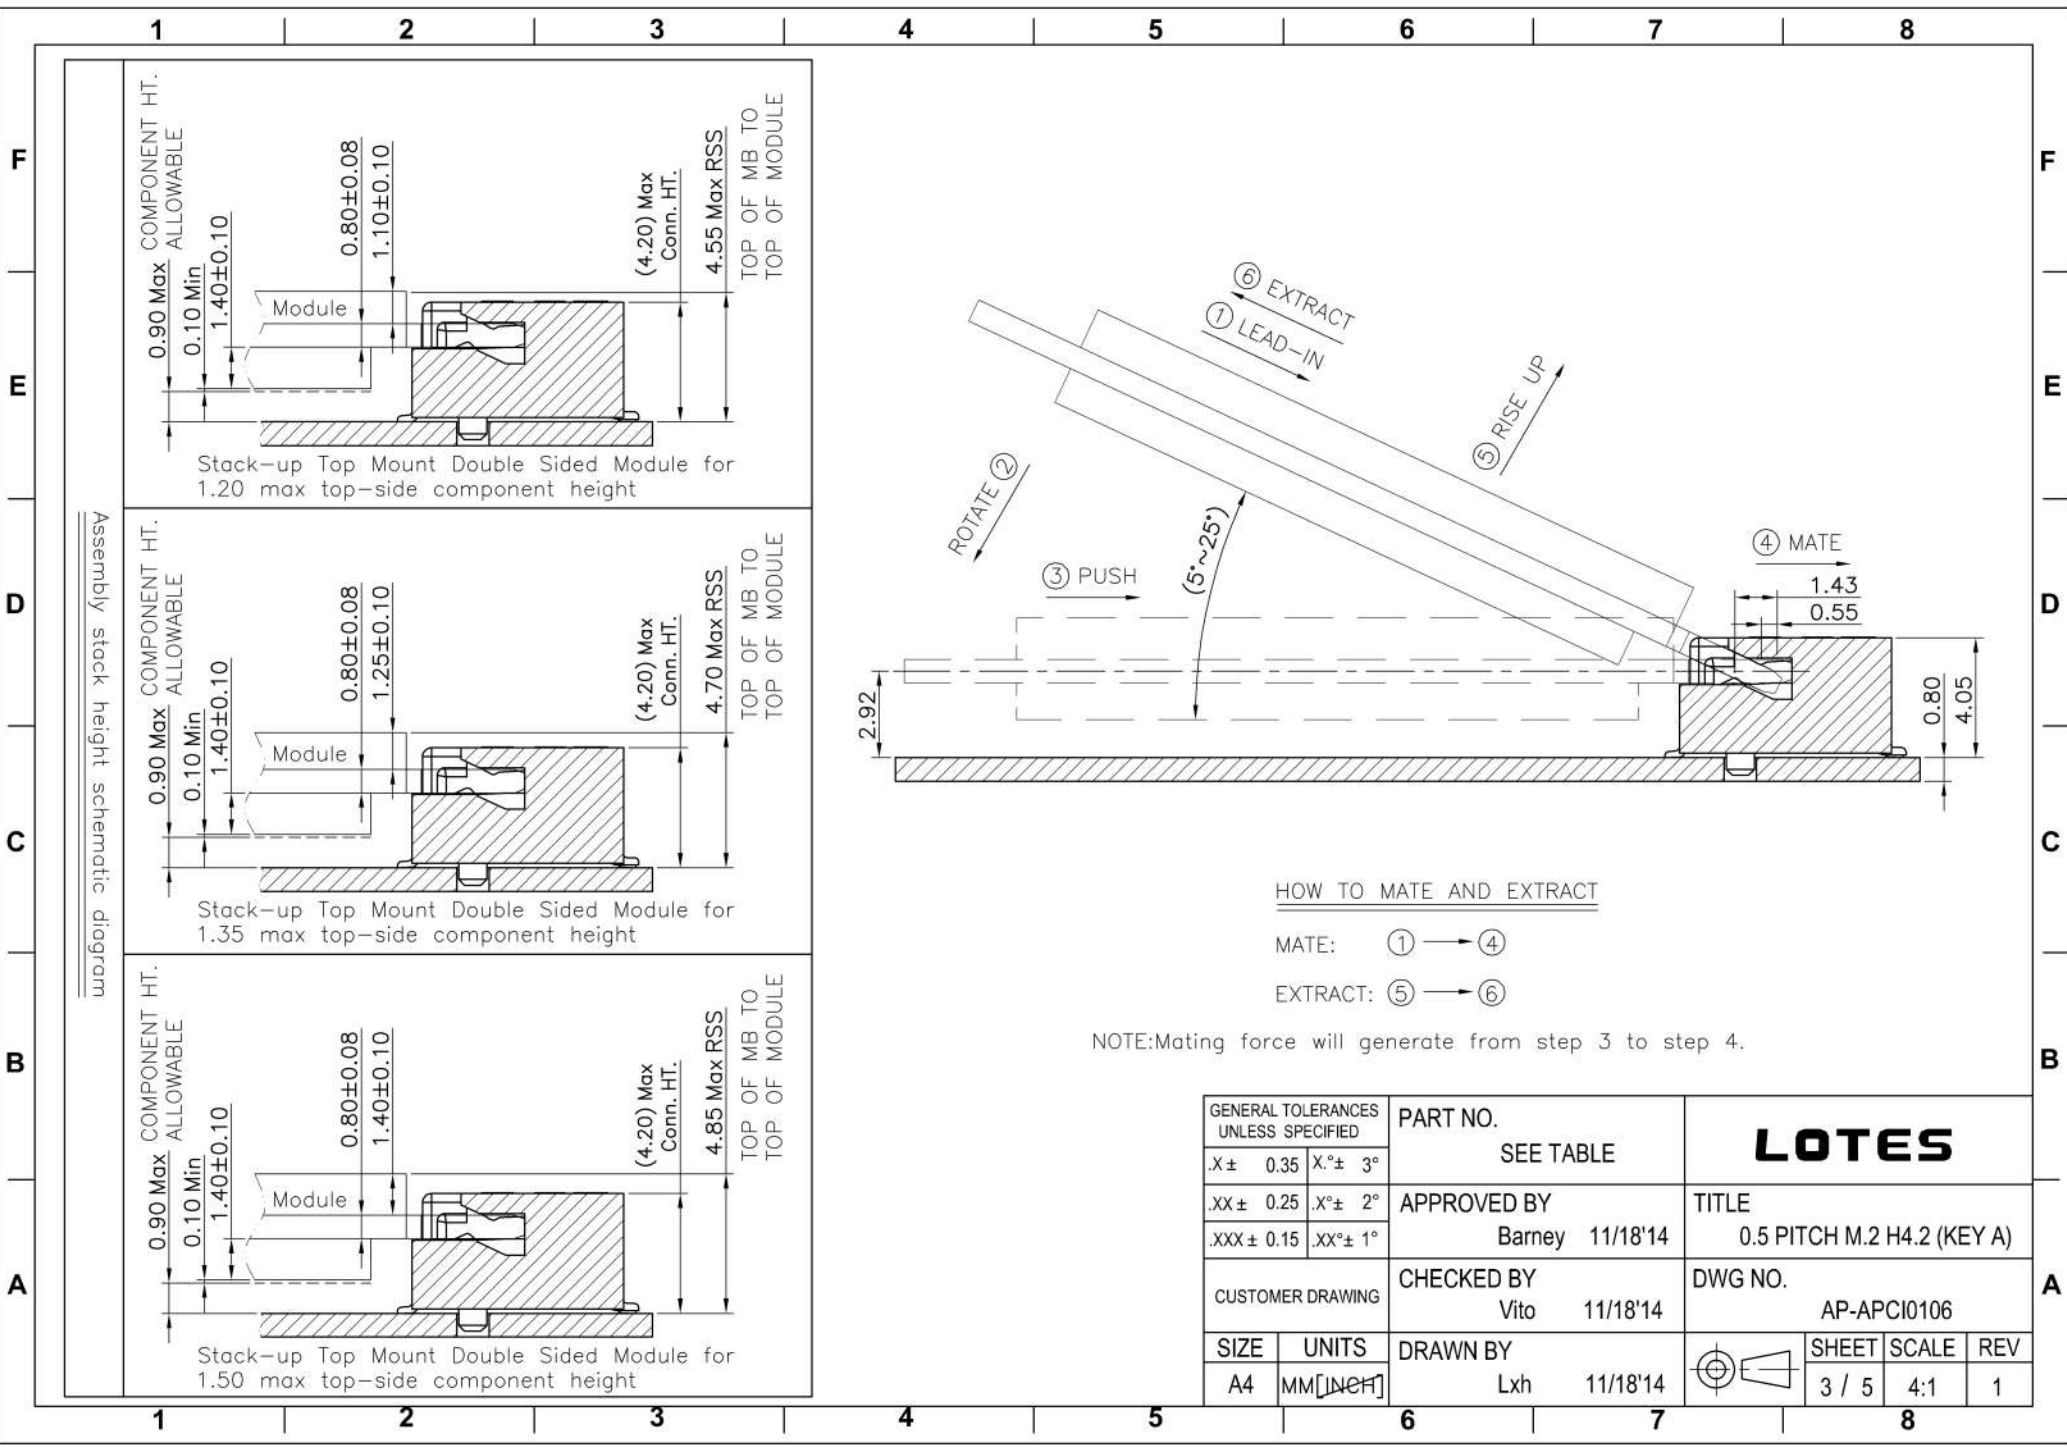 1 2 3 4 5 6 7 8
F
E
D
C
B
A
Assembly stack height schematic diagram
COMPONENT HT.
ALLOWABLE
0.90 Max
0.10 Min
1.40±0.10
0.80±0.08
1.10±0.10
(4.20) Max
Conn. HT.
4.55 Max RSS
TOP OF MB TO
TOP OF MODULE
Module
Stack-up Top Mount Double Sided Module for
1.20 max top-side component height
COMPONENT HT.
ALLOWABLE
0.90 Max
0.10 Min
1.40±0.10
0.80±0.08
1.25±0.10
(4.20) Max
Conn. HT.
4.70 Max RSS
TOP OF MB TO
TOP OF MODULE
Module
Stack-up Top Mount Double Sided Module for
1.35 max top-side component height
COMPONENT HT.
ALLOWABLE
0.90 Max
0.10 Min
1.40±0.10
0.80±0.08
1.40±0.10
(4.20) Max
Conn. HT.
4.85 Max RSS
TOP OF MB TO
TOP OF MODULE
Module
Stack-up Top Mount Double Sided Module for
1.50 max top-side component height
⑥ EXTRACT
① LEAD-IN
⑤ RISE UP
ROTATE ②
(5°~25°)
③ PUSH
④ MATE
1.43
0.55
2.92
0.80
4.05
HOW TO MATE AND EXTRACT
MATE: ① → ④
EXTRACT: ⑤ → ⑥
NOTE:Mating force will generate from step 3 to step 4.
GENERAL TOLERANCES
UNLESS SPECIFIED
.X ± 0.35 X.°± 3°
.XX ± 0.25 .X°± 2°
.XXX ± 0.15 .XX°± 1°
CUSTOMER DRAWING
SIZE UNITS
A4 MM[INCH]
PART NO.
SEE TABLE
APPROVED BY
Barney 11/18'14
CHECKED BY
Vito 11/18'14
DRAWN BY
Lxh 11/18'14
LOTES
TITLE
0.5 PITCH M.2 H4.2 (KEY A)
DWG NO.
AP-APCI0106
SHEET SCALE REV
3 / 5 4:1 1
F
E
D
C
B
A
1 2 3 4 5 6 7 8